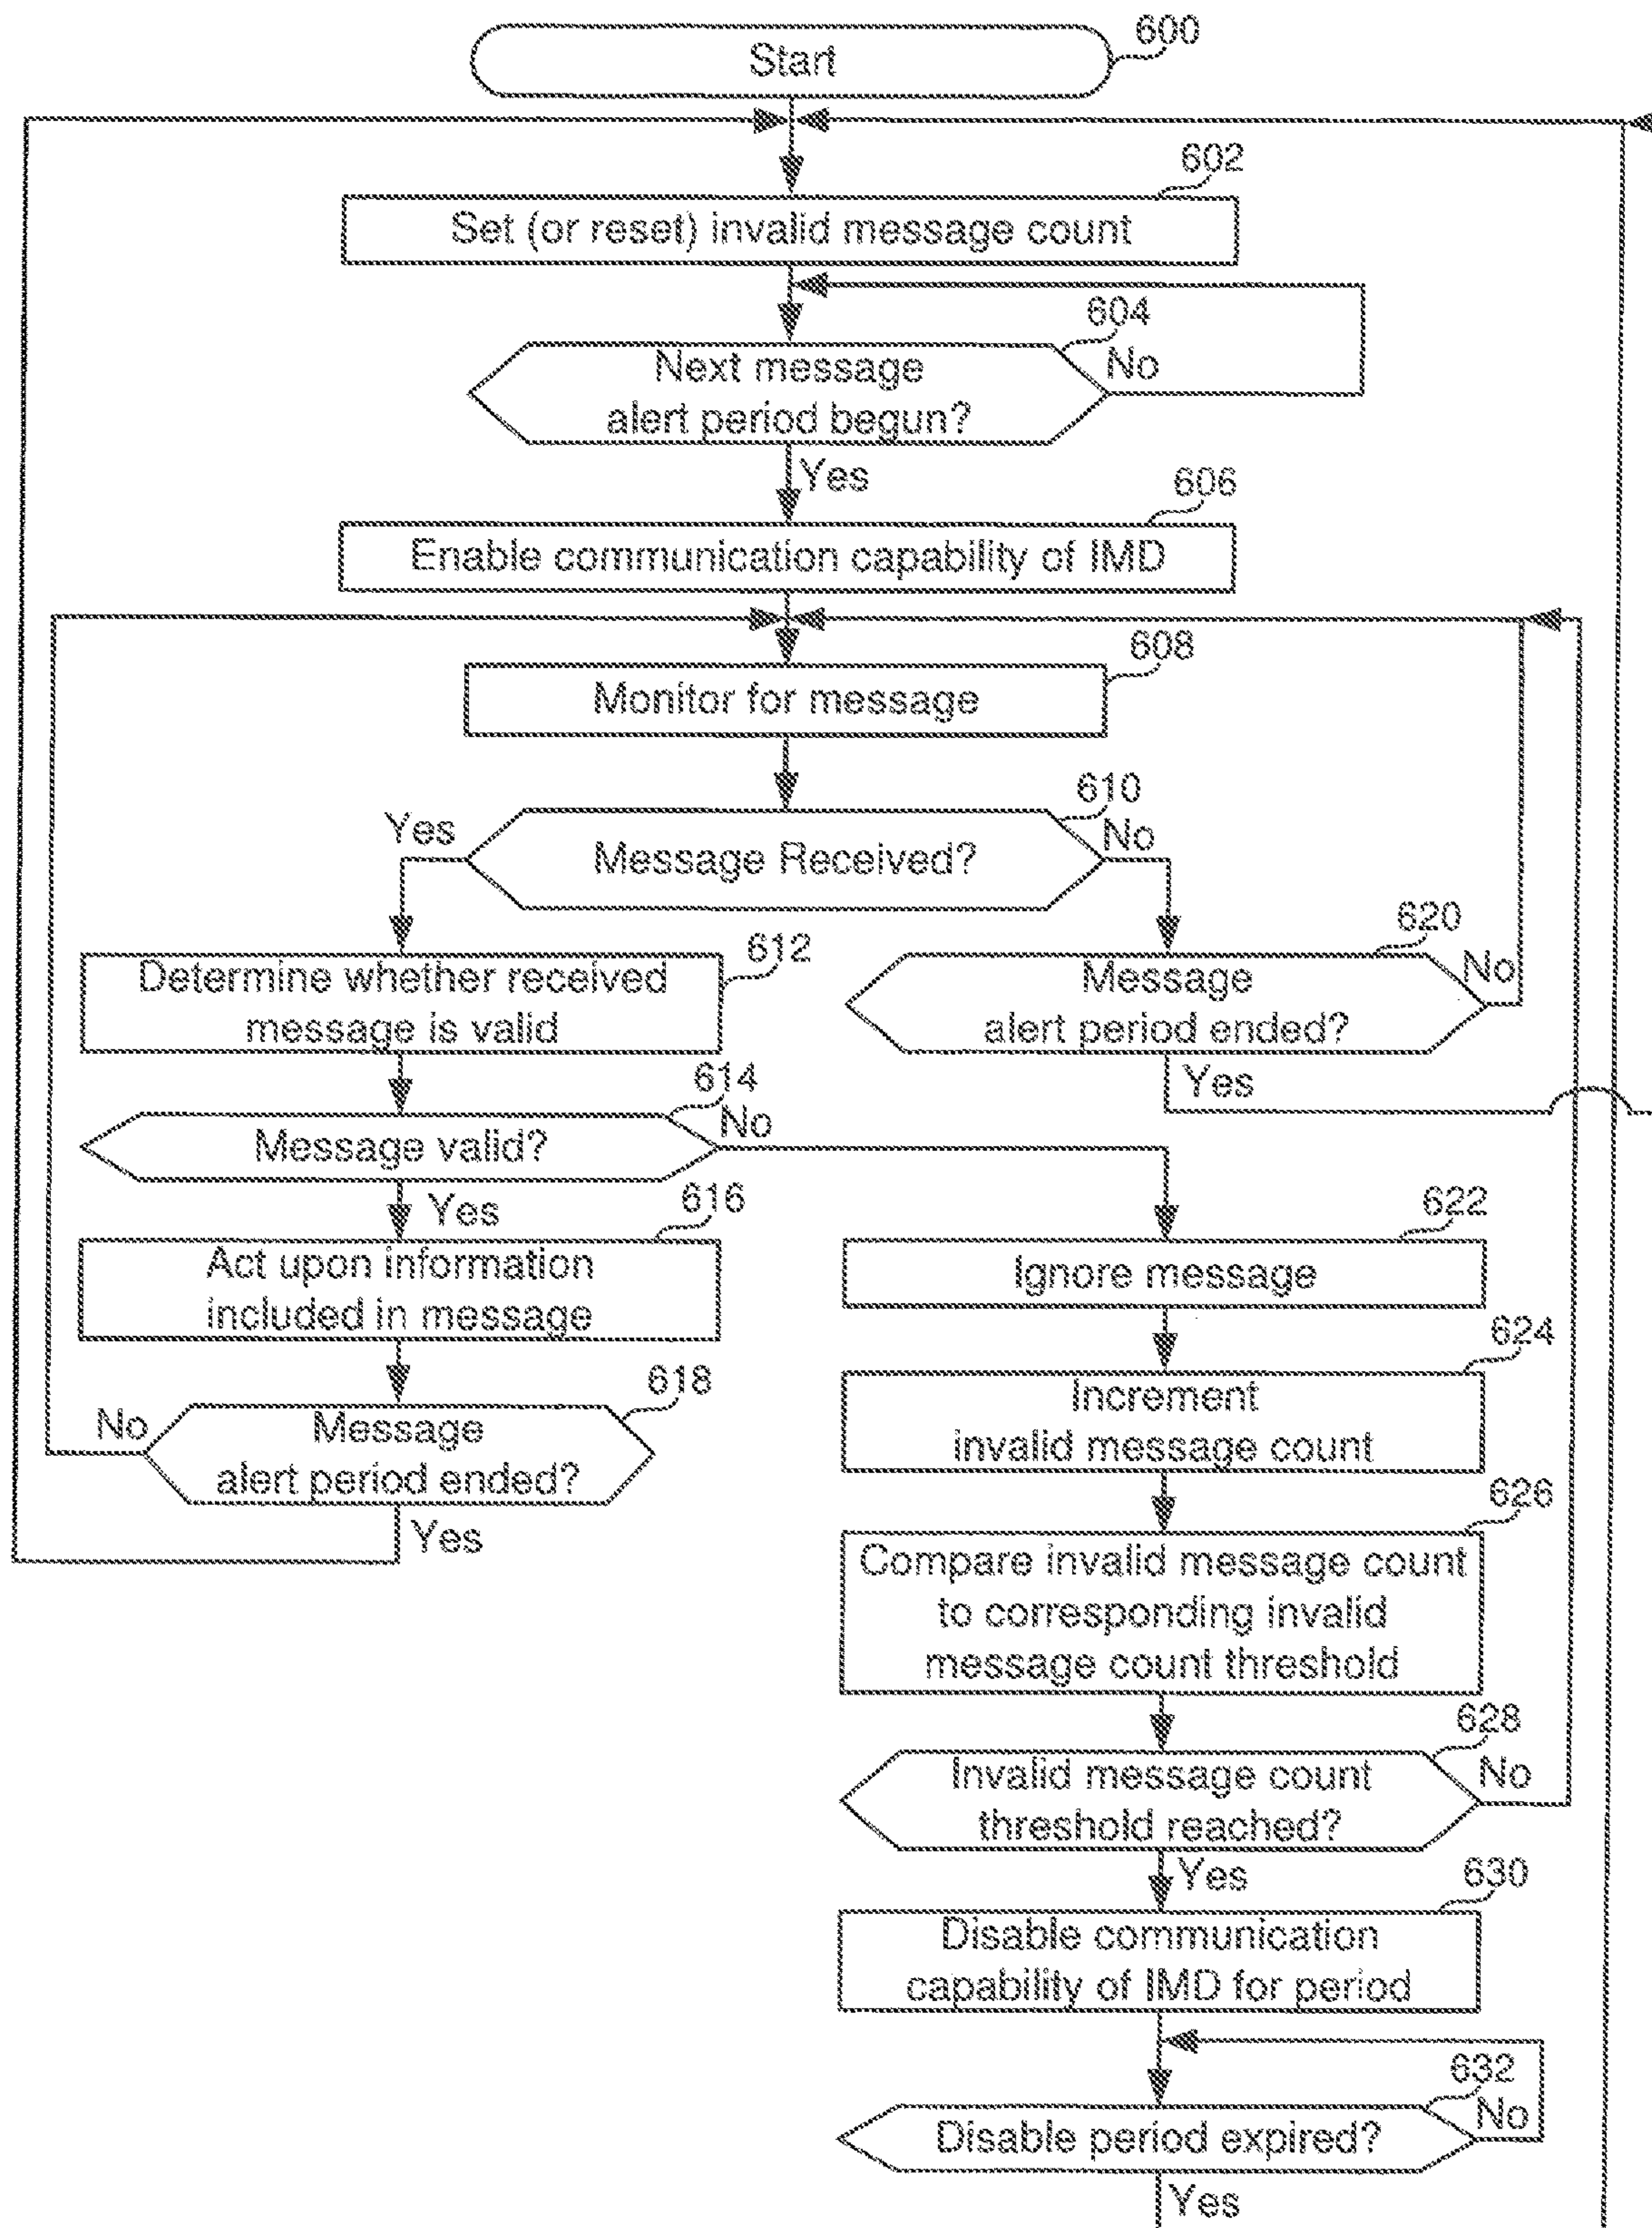 Start
600
602
Set (or reset) invalid message count
604
Next message
alert period begun?
No
Yes
606
Enable communication capability of IMD
608
Monitor for message
610
Yes
Message Received?
No
612
Determine whether received
message is valid
620
Message
alert period ended?
No
Yes
614
Message valid?
No
Yes
616
Act upon information
included in message
622
Ignore message
618
No
Message
alert period ended?
Yes
624
Increment
invalid message count
626
Compare invalid message count
to corresponding invalid
message count threshold
628
Invalid message count
threshold reached?
No
Yes
630
Disable communication
capability of IMD for period
632
Disable period expired?
No
Yes